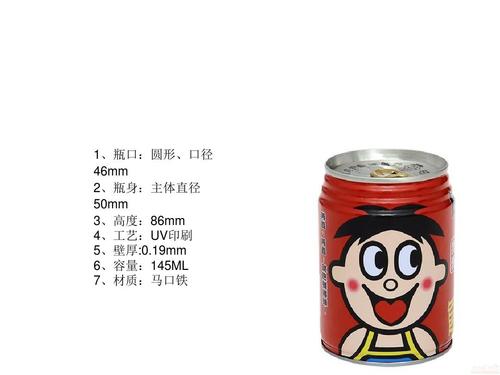 1、瓶口：圆形、口径
46mm
2、瓶身：主体直径
50mm
3、高度：86mm
4、工艺：UV印刷
5、壁厚:0.19mm
6、容量：145ML
7、材质：马口铁